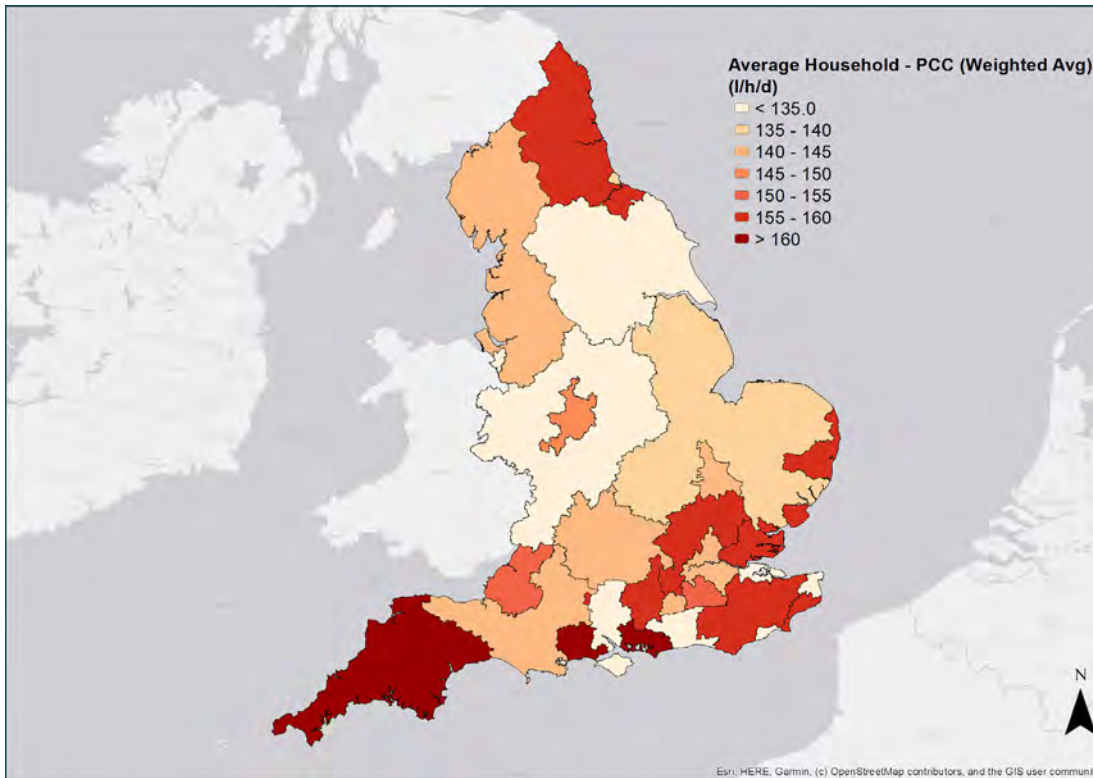 Average Household - PCC (Weighted Avg)
(l/h/d)
< 135.0
135 - 140
140 - 145
145 - 150
150 - 155
155 - 160
> 160
N
Esri, HERE, Garmin, (c) OpenStreetMap contributors, and the GIS user communi